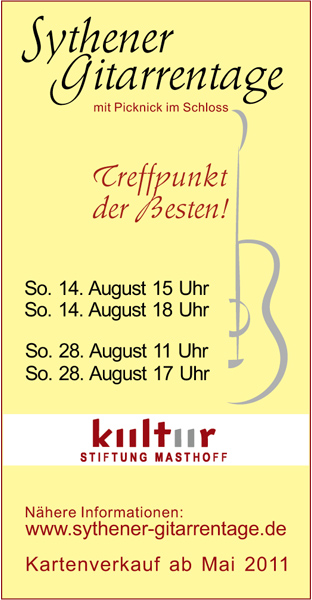 Sythener
Gitarrentage
mit Picknick im Schloss
Treffpunkt
der Besten!
So. 14. August 15 Uhr
So. 14. August 18 Uhr
So. 28. August 11 Uhr
So. 28. August 17 Uhr
kultur
STIFTUNG MASTHOFF
Nähere Informationen:
www.sythener-gitarrentage.de
Kartenverkauf ab Mai 2011